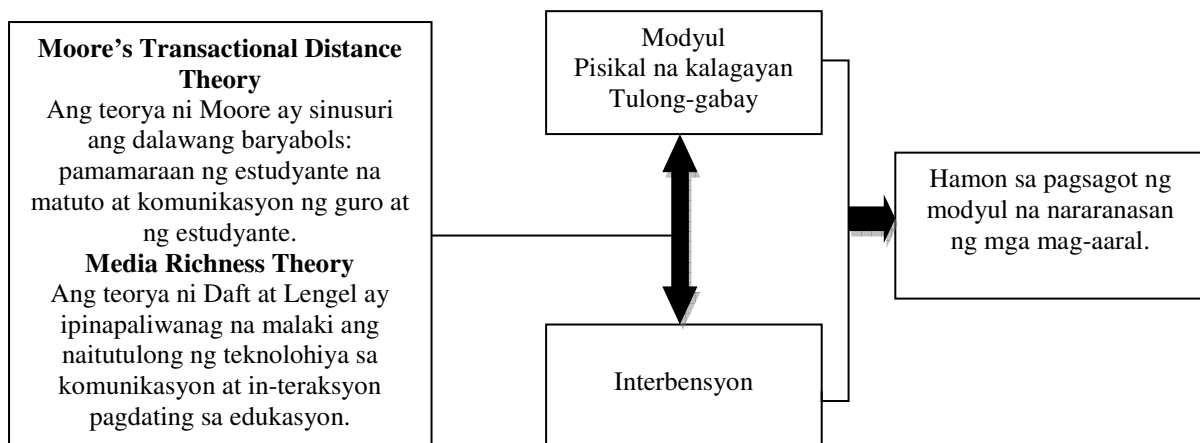 Moore's Transactional Distance
Theory
Ang teorya ni Moore ay sinusuri
ang dalawang baryabols:
pamamaraan ng estudyante na
matuto at komunikasyon ng guro at
ng estudyante.
Media Richness Theory
Ang teorya ni Daft at Lengel ay
ipinapaliwanag na malaki ang
naitutulong ng teknolohiya sa
komunikasyon at in-teraksyon
pagdating sa edukasyon.
Modyul
Pisikal na kalagayan
Tulong-gabay
Interbensyon
Hamon sa pagsagot ng
modyul na nararanasan
ng mga mag-aaral.